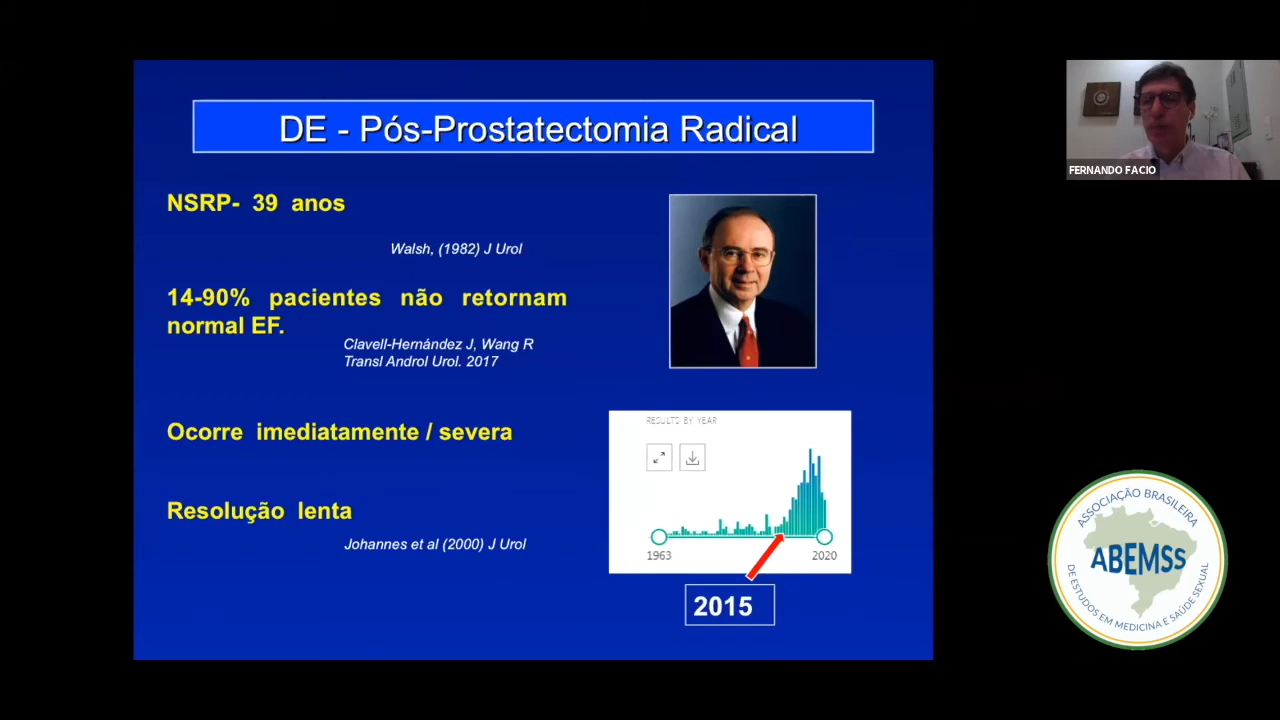 DE - Pós-Prostatectomia Radical
NSRP- 39 anos
Walsh, (1982) J Urol
14-90% pacientes não retornam
normal EF.
Clavell-Hernández J, Wang R
Transl Androl Urol. 2017
Ocorre imediatamente / severa
Resolução lenta
Johannes et al (2000) J Urol
RESULTS BY YEAR
1963
2020
2015
FERNANDO FACIO
ASSOCIAÇÃO BRASILEIRA
ABEMSS
DE ESTUDOS EM MEDICINA E SAÚDE SEXUAL